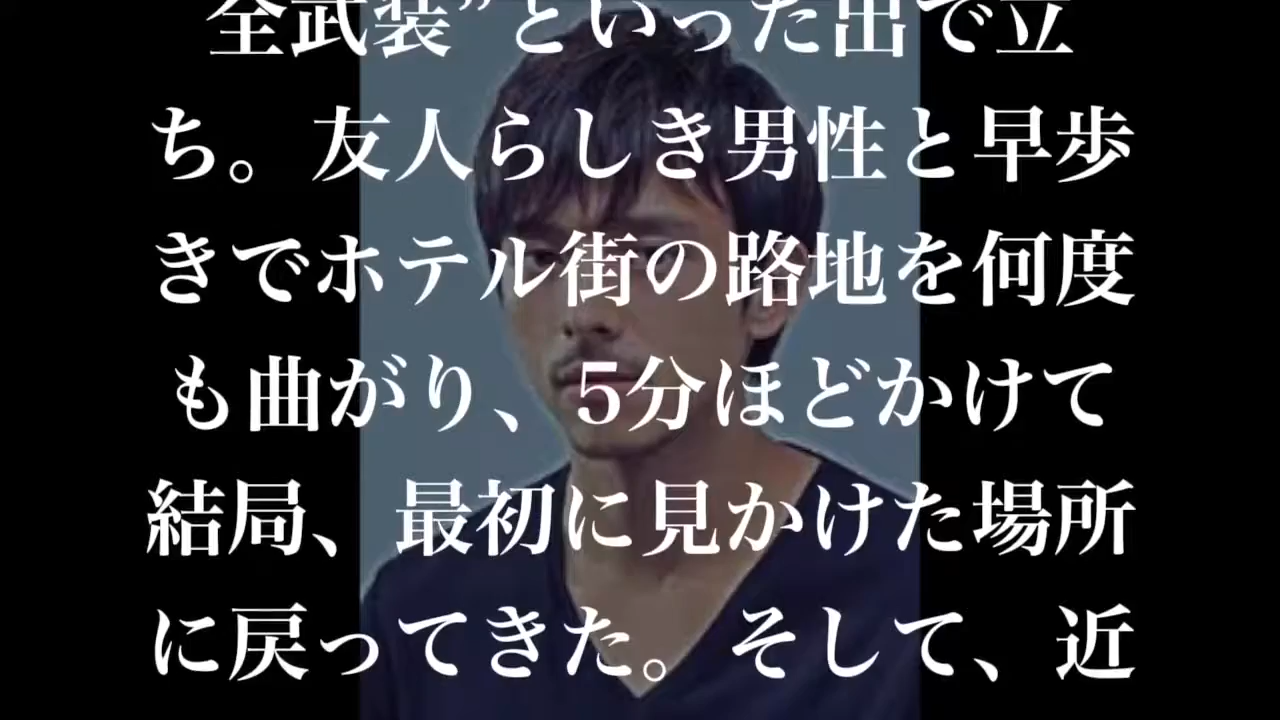 全武装”といった出で立
ち。友人らしき男性と早歩
きでホテル街の路地を何度
も曲がり、5分ほどかけて
結局、最初に見かけた場所
に戻ってきた。そして、近